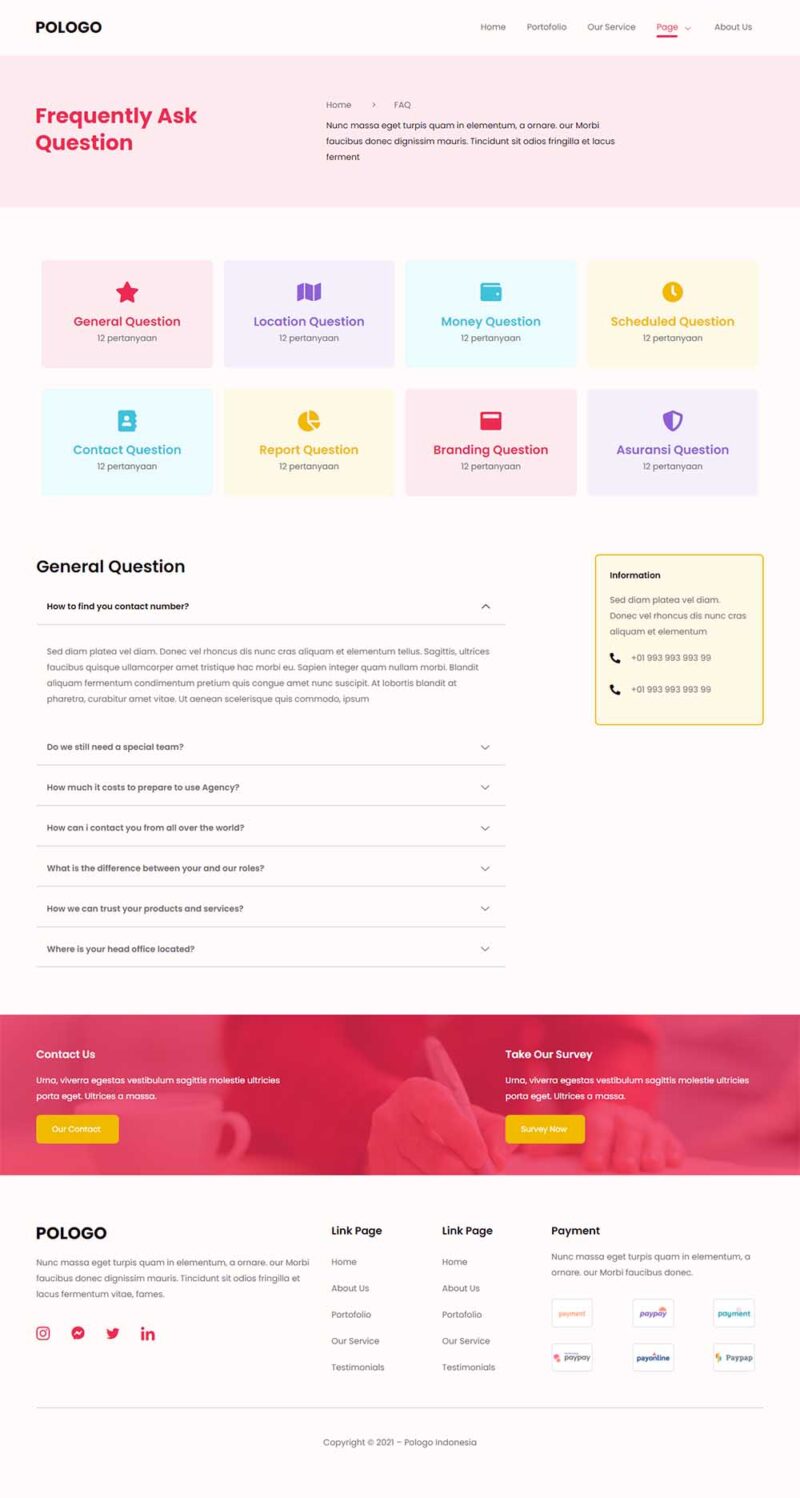 POLOGO
Home Portofolio Our Service Page About Us
Frequently Ask
Question
Home > FAQ
Nunc massa eget turpis quam in elementum, a ornare. our Morbi
faucibus donec dignissim mauris. Tincidunt sit odios fringilla et lacus
ferment
General Question
12 pertanyaan
Location Question
12 pertanyaan
Money Question
12 pertanyaan
Scheduled Question
12 pertanyaan
Contact Question
12 pertanyaan
Report Question
12 pertanyaan
Branding Question
12 pertanyaan
Asuransi Question
12 pertanyaan
General Question
How to find you contact number?
Sed diam platea vel diam. Donec vel rhoncus dis nunc cras aliquam et elementum tellus. Sagittis, ultrices
faucibus quisque ullamcorper amet tristique hac morbi eu. Sapien integer quam nullam morbi. Blandit
aliquam fermentum condimentum pretium quis congue amet nunc suscipit. At lobortis blandit at
pharetra, curabitur amet vitae. Ut aenean scelerisque quis commodo, ipsum
Do we still need a special team?
How much it costs to prepare to use Agency?
How can i contact you from all over the world?
What is the difference between your and our roles?
How we can trust your products and services?
Where is your head office located?
Information
Sed diam platea vel diam.
Donec vel rhoncus dis nunc cras
aliquam et elementum
+01 993 993 993 99
+01 993 993 993 99
Contact Us
Urna, viverra egestas vestibulum sagittis molestie ultricies
porta eget. Ultrices a massa.
Our Contact
Take Our Survey
Urna, viverra egestas vestibulum sagittis molestie ultricies
porta eget. Ultrices a massa.
Survey Now
POLOGO
Nunc massa eget turpis quam in elementum, a ornare. our Morbi
faucibus donec dignissim mauris. Tincidunt sit odios fringilla et
lacus fermentum vitae, fames.
Link Page
Home
About Us
Portofolio
Our Service
Testimonials
Link Page
Home
About Us
Portofolio
Our Service
Testimonials
Payment
Nunc massa eget turpis quam in elementum, a
ornare. our Morbi faucibus donec.
payment
paypay
payment
paypay
payonline
Paypap
Copyright © 2021 – Pologo Indonesia